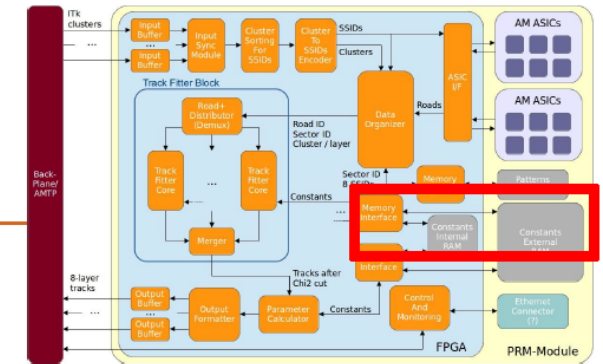 ITk
clusters
Input
Buffer
Input
Buffer
Input
Sync
Module
Cluster
Sorting
For
SSIDs
Cluster
To
SSIDs
Encoder
SSIDs
Clusters
ASIC
I/F
AM ASICs
AM ASICs
Track Fitter Block
Road+
Distributor
(Demux)
Road ID
Sector ID
Cluster / layer
Data
Organizer
Roads
Back-
Plane/
AMTP
Track
Fitter
Core
...
Track
Fitter
Core
Sector ID
8 SSIDs
Memory
Patterns
Constants
Memory
Interface
Constants
Internal
RAM
Constants
External
Merger
Interface
8-layer
tracks
Tracks after
Chi2 cut
Output
Buffer
Output
Buffer
Output
Formatter
Parameter
Calculator
Constants
Control
And
Monitoring
Ethernet
Connector
(?)
FPGA
PRM-Module